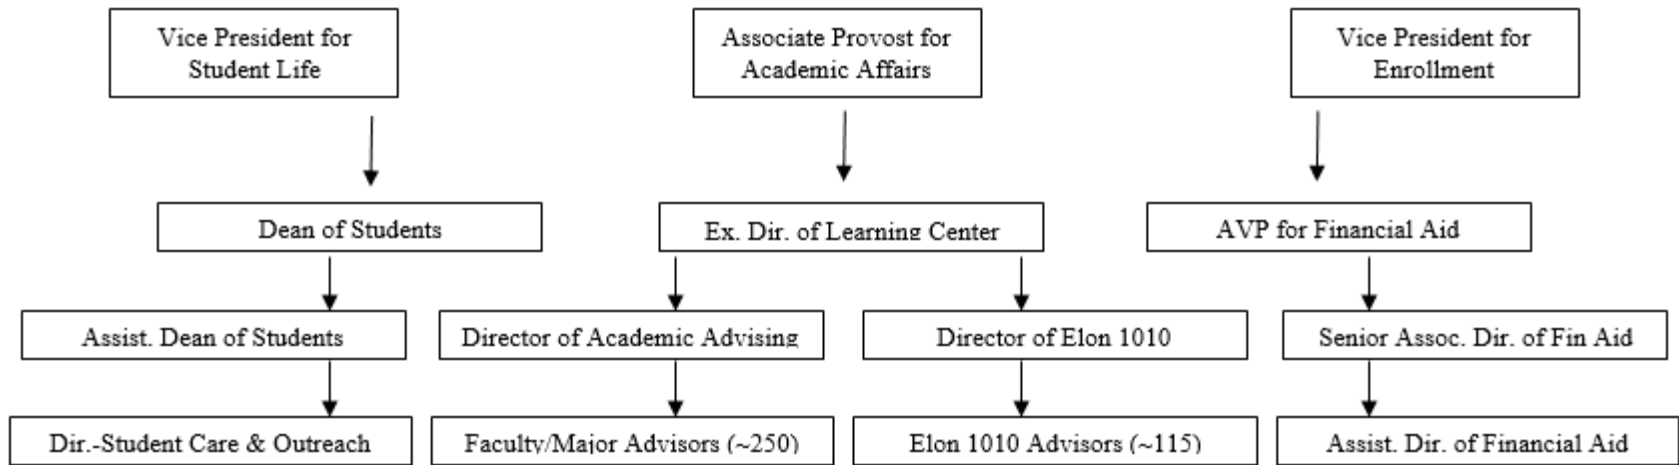 Vice President for
Student Life
Associate Provost for
Academic Affairs
Vice President for
Enrollment
Dean of Students
Ex. Dir. of Learning Center
AVP for Financial Aid
Assist. Dean of Students
Director of Academic Advising
Director of Elon 1010
Senior Assoc. Dir. of Fin Aid
Dir.-Student Care & Outreach
Faculty/Major Advisors (~250)
Elon 1010 Advisors (~115)
Assist. Dir. of Financial Aid